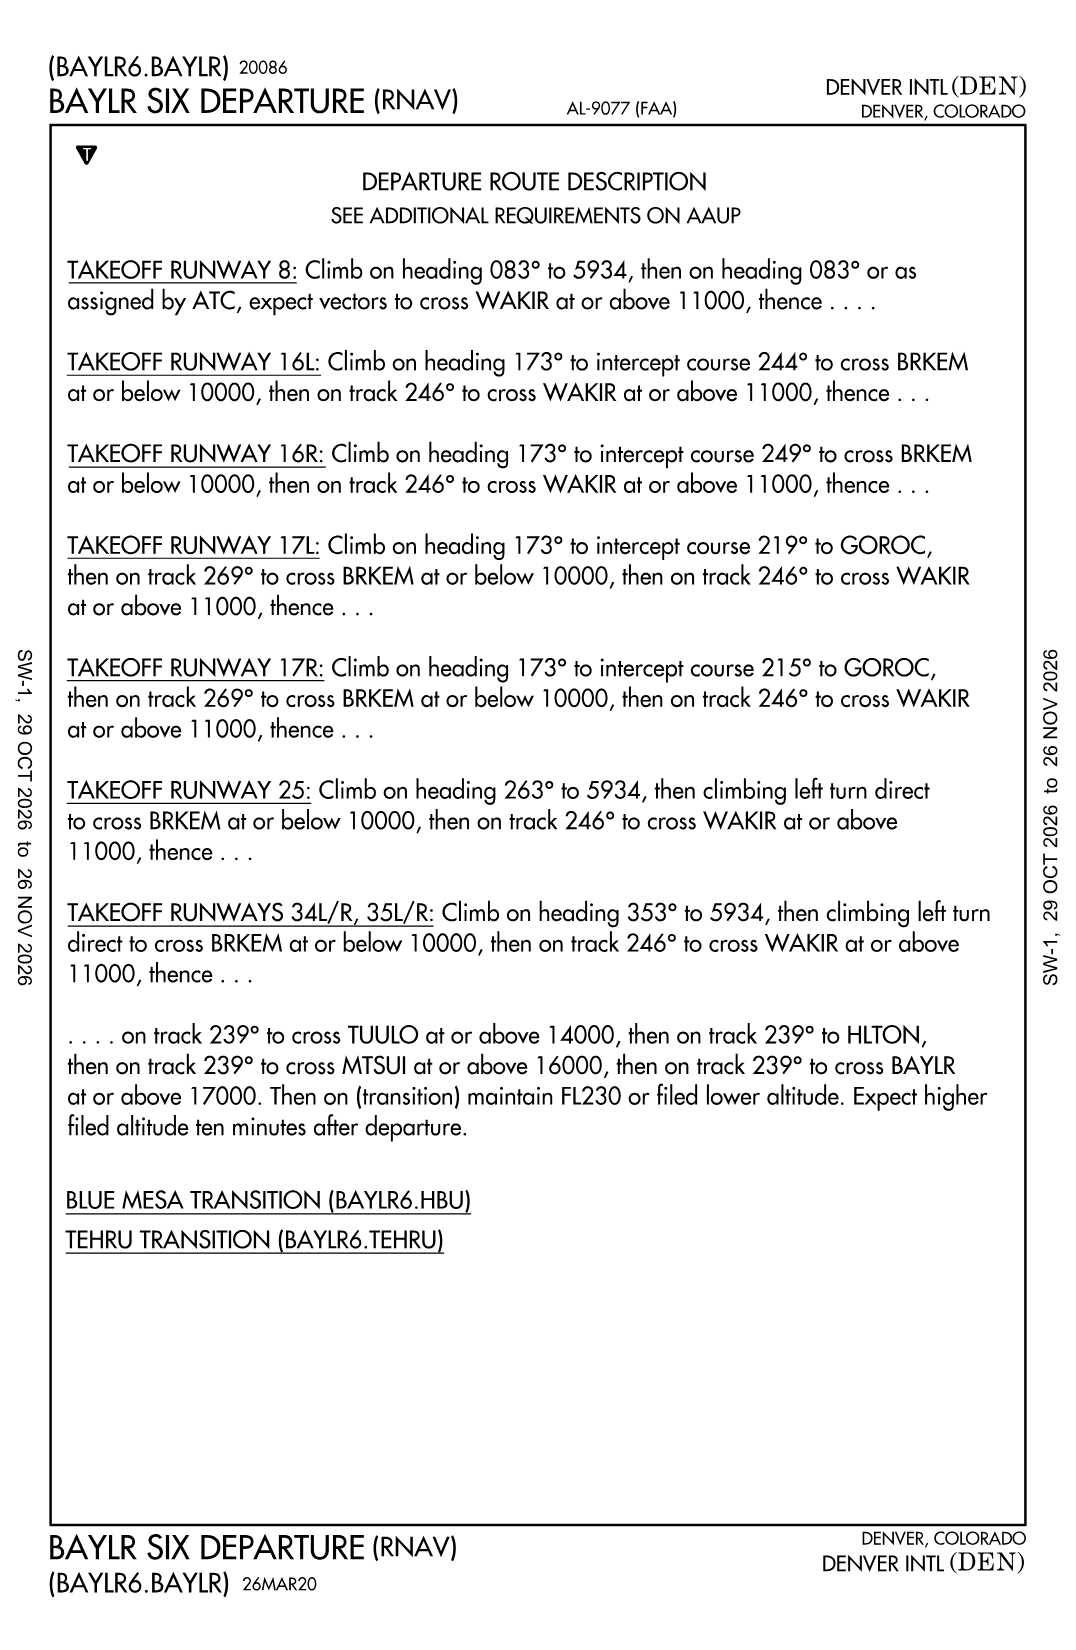 (BAYLR6.BAYLR) 20086
BAYLR SIX DEPARTURE (RNAV)
AL-9077 (FAA)
DENVER INTL (DEN)
DENVER, COLORADO
T
DEPARTURE ROUTE DESCRIPTION
SEE ADDITIONAL REQUIREMENTS ON AAUP
TAKEOFF RUNWAY 8: Climb on heading 083° to 5934, then on heading 083° or as
assigned by ATC, expect vectors to cross WAKIR at or above 11000, thence . . . .
TAKEOFF RUNWAY 16L: Climb on heading 173° to intercept course 244° to cross BRKEM
at or below 10000, then on track 246° to cross WAKIR at or above 11000, thence . . .
TAKEOFF RUNWAY 16R: Climb on heading 173° to intercept course 249° to cross BRKEM
at or below 10000, then on track 246° to cross WAKIR at or above 11000, thence . . .
TAKEOFF RUNWAY 17L: Climb on heading 173° to intercept course 219° to GOROC,
then on track 269° to cross BRKEM at or below 10000, then on track 246° to cross WAKIR
at or above 11000, thence . . .
TAKEOFF RUNWAY 17R: Climb on heading 173° to intercept course 215° to GOROC,
then on track 269° to cross BRKEM at or below 10000, then on track 246° to cross WAKIR
at or above 11000, thence . . .
TAKEOFF RUNWAY 25: Climb on heading 263° to 5934, then climbing left turn direct
to cross BRKEM at or below 10000, then on track 246° to cross WAKIR at or above
11000, thence . . .
TAKEOFF RUNWAYS 34L/R, 35L/R: Climb on heading 353° to 5934, then climbing left turn
direct to cross BRKEM at or below 10000, then on track 246° to cross WAKIR at or above
11000, thence . . .
. . . . on track 239° to cross TUULO at or above 14000, then on track 239° to HLTON,
then on track 239° to cross MTSUI at or above 16000, then on track 239° to cross BAYLR
at or above 17000. Then on (transition) maintain FL230 or filed lower altitude. Expect higher
filed altitude ten minutes after departure.
BLUE MESA TRANSITION (BAYLR6.HBU)
TEHRU TRANSITION (BAYLR6.TEHRU)
SW-1, 29 OCT 2026 to 26 NOV 2026
SW-1, 29 OCT 2026 to 26 NOV 2026
BAYLR SIX DEPARTURE (RNAV)
(BAYLR6.BAYLR) 26MAR20
DENVER, COLORADO
DENVER INTL (DEN)